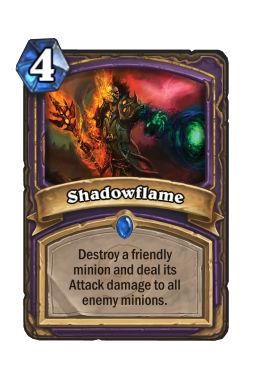 4
Shadowflame
Destroy a friendly
minion and deal its
Attack damage to all
enemy minions.